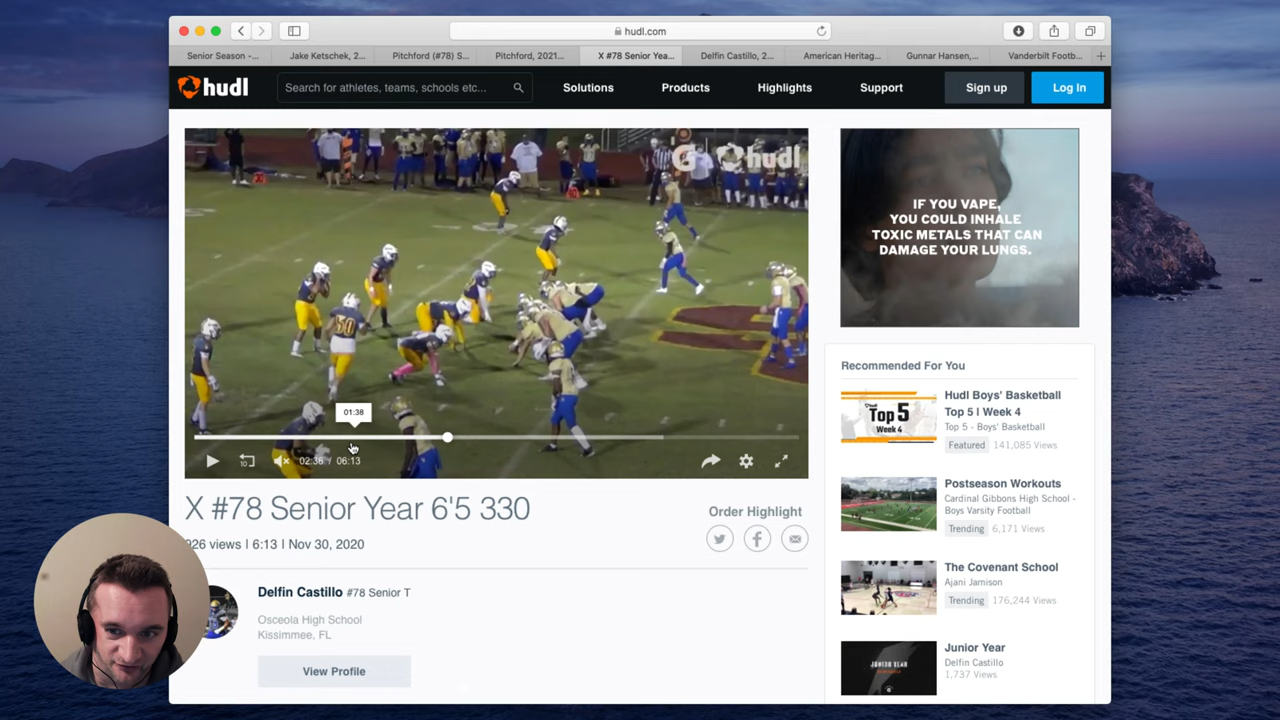 hudl.com
Senior Season -...
Jake Ketschek, 2...
Pitchford (#78) S...
Pitchford, 2021...
X #78 Senior Yea...
Delfin Castillo, 2...
American Heritag...
Gunnar Hansen,...
Vanderbilt Footb...
hudl
Search for athletes, teams, schools etc...
Solutions
Products
Highlights
Support
Sign up
Log In
G hudl
50
01:38
10
02:36 / 06:13
IF YOU VAPE,
YOU COULD INHALE
TOXIC METALS THAT CAN
DAMAGE YOUR LUNGS.
X #78 Senior Year 6'5 330
Order Highlight
926 views | 6:13 | Nov 30, 2020
Delfin Castillo #78 Senior T
Osceola High School
Kissimmee, FL
View Profile
Recommended For You
Top 5
Week 4
Hudl Boys' Basketball
Top 5 | Week 4
Top 5 - Boys' Basketball
Featured 141,085 Views
Postseason Workouts
Cardinal Gibbons High School -
Boys Varsity Football
Trending 6,171 Views
The Covenant School
Ajani Jamison
Trending 176,244 Views
JUNIOR YEAR
Junior Year
Delfin Castillo
1,737 Views